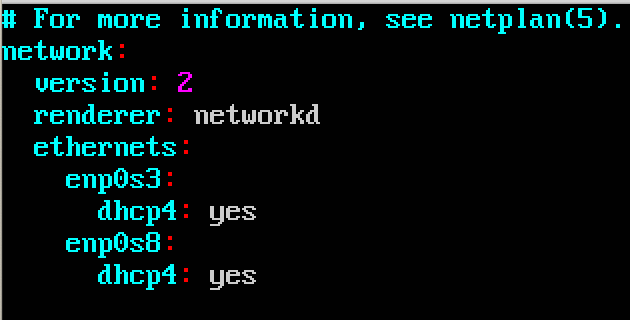 # For more information, see netplan(5).
network:
  version: 2
  renderer: networkd
  ethernets:
    enp0s3:
      dhcp4: yes
    enp0s8:
      dhcp4: yes